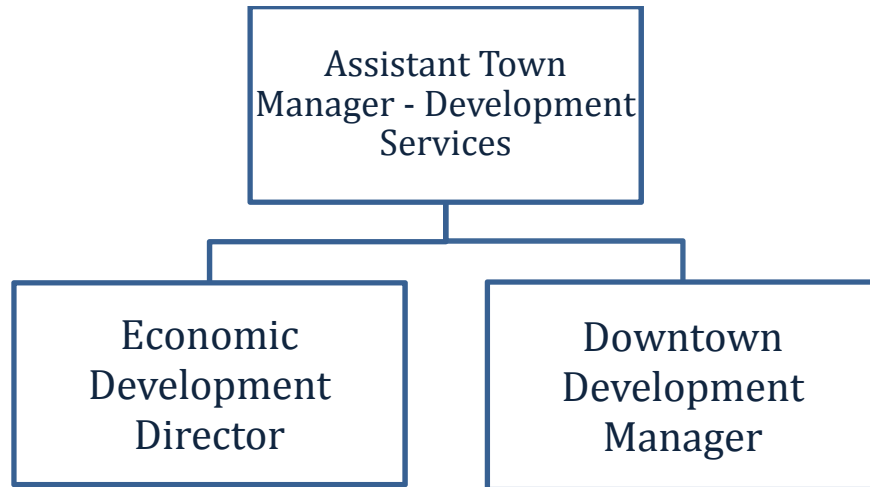 Assistant Town
Manager - Development
Services
Economic
Development
Director
Downtown
Development
Manager